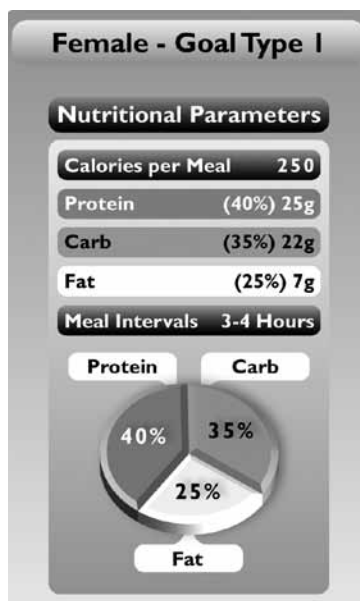 Female - Goal Type 1
Nutritional Parameters
Calories per Meal 250
Protein (40%) 25g
Carb (35%) 22g
Fat (25%) 7g
Meal Intervals 3-4 Hours
Protein Carb
40% 35%
25%
Fat